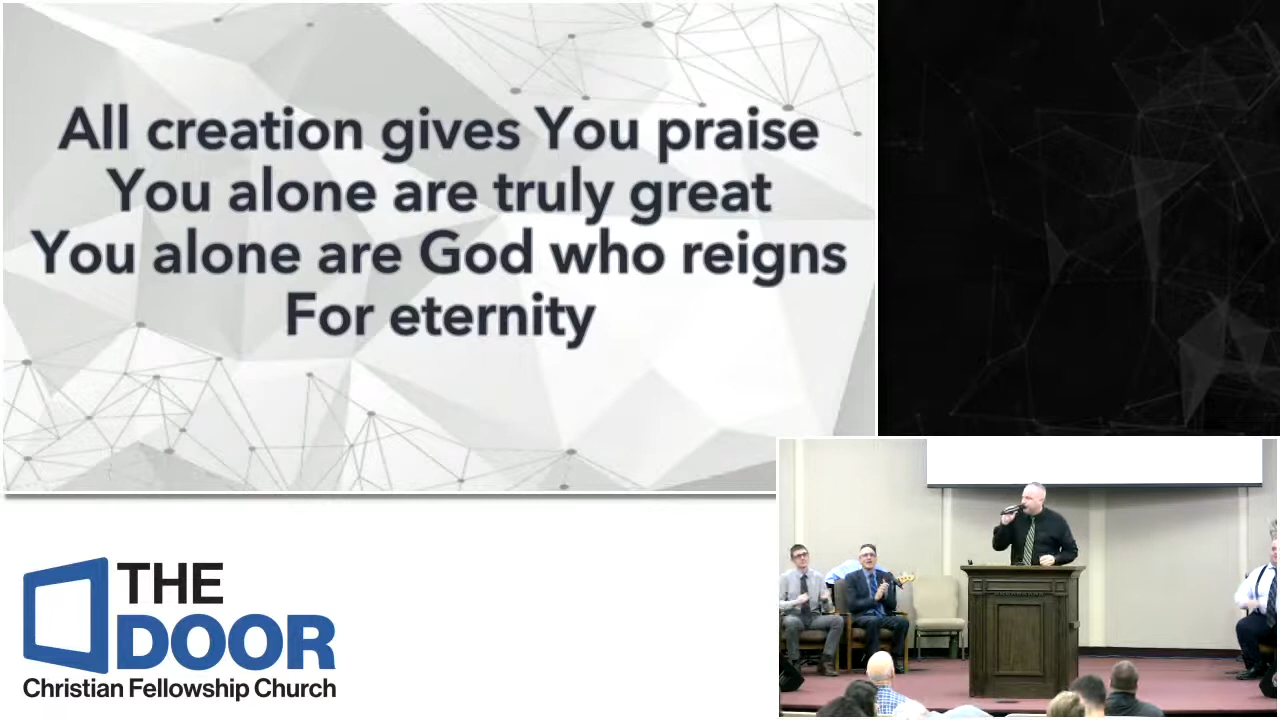 All creation gives You praise
You alone are truly great
You alone are God who reigns
For eternity
THE
DOOR
Christian Fellowship Church